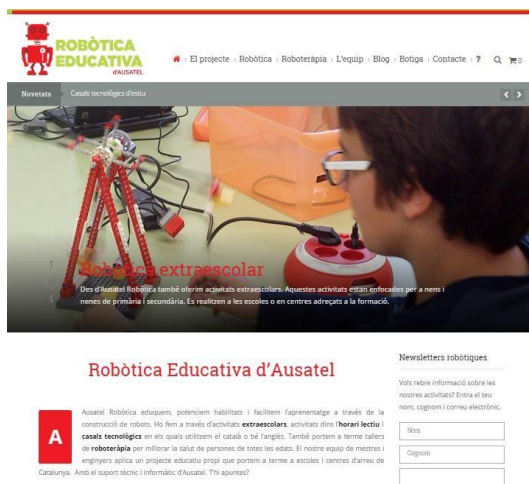 ROBÒTICA
EDUCATIVA
d'AUSATEL
El projecte Robòtica Roboteràpia L'equip Blog Botiga Contacte ? 0
Novetats Casals tecnològics d'estiu
Robòtica extraescolar
Des d'Ausatel Robòtica també oferim activitats extraescolars. Aquestes activitats estan enfocades per a nens i
nenes de primària i secundària. Es realitzen a les escoles o en centres adreçats a la formació.
Robòtica Educativa d'Ausatel
Newsletters robòtiques
Vols rebre informació sobre les
nostres activitats? Entra el teu
nom, cognom i correu electrònic.
Nom
Cognoms
A
Ausatel Robòtica eduquem, potenciem habilitats i facilitem l'aprenentatge a través de la
construcció de robots. Ho fem a través d'activitats extraescolars, activitats dins l'horari lectiu i
casals tecnològics en els quals utilitzem el català o bé l'anglès. També portem a terme tallers
de roboteràpia per millorar la salut de persones de totes les edats. El nostre equip de mestres i
enginyers aplica un projecte educatiu propi que portem a terme a escoles i centres d'arreu de
Catalunya. Amb el suport tècnic i informàtic d'Ausatel. T'hi apuntes?